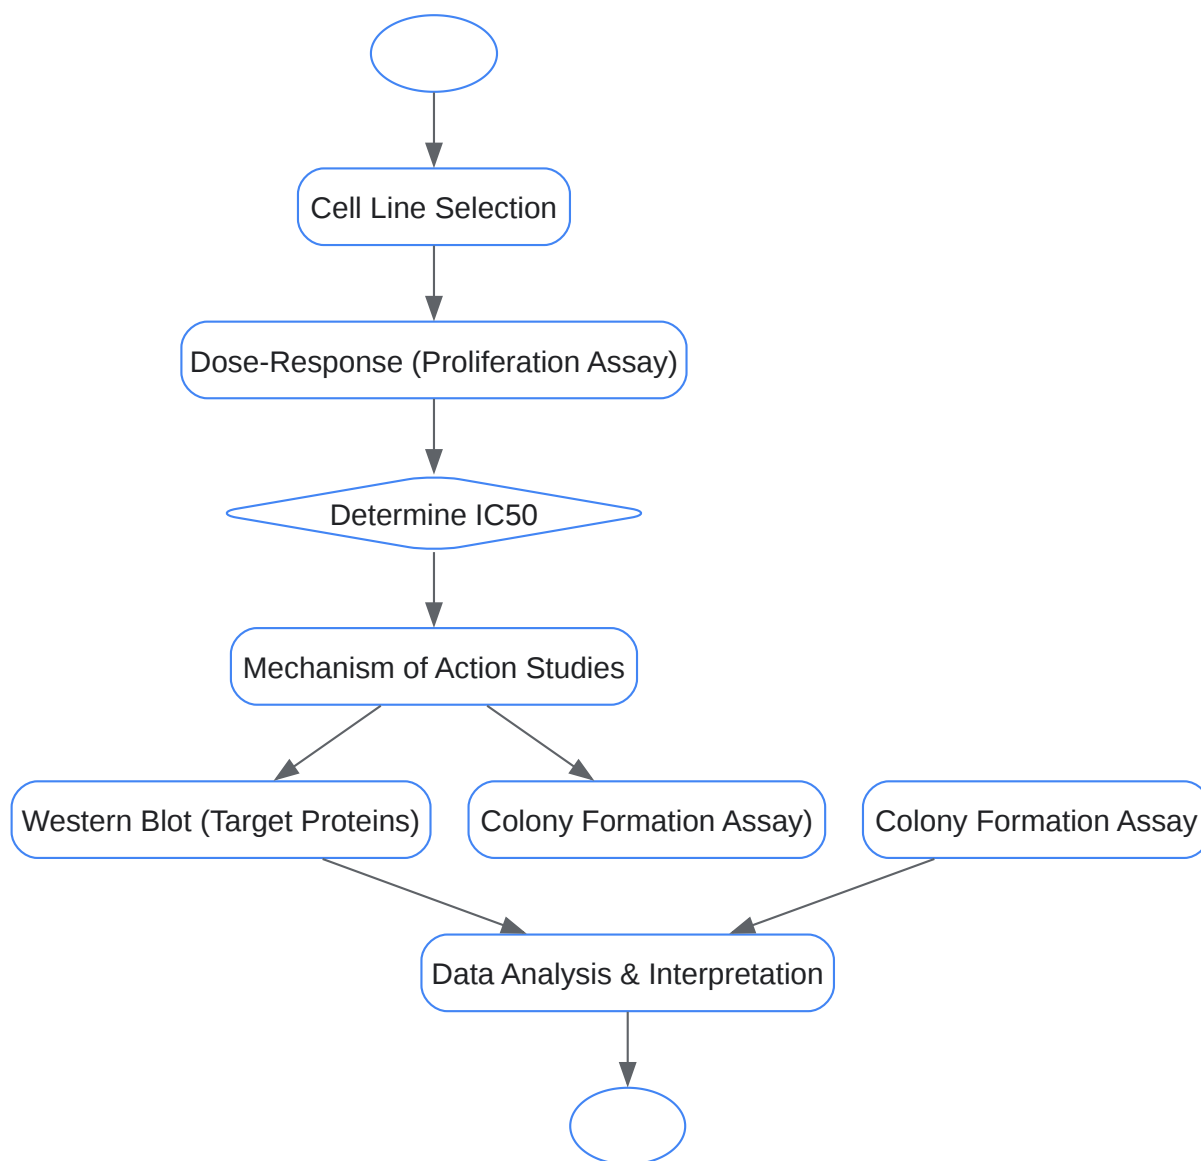 Cell Line Selection
Dose-Response (Proliferation Assay)
Determine IC50
Mechanism of Action Studies
Western Blot (Target Proteins)
Colony Formation Assay)
Colony Formation Assay
Data Analysis & Interpretation